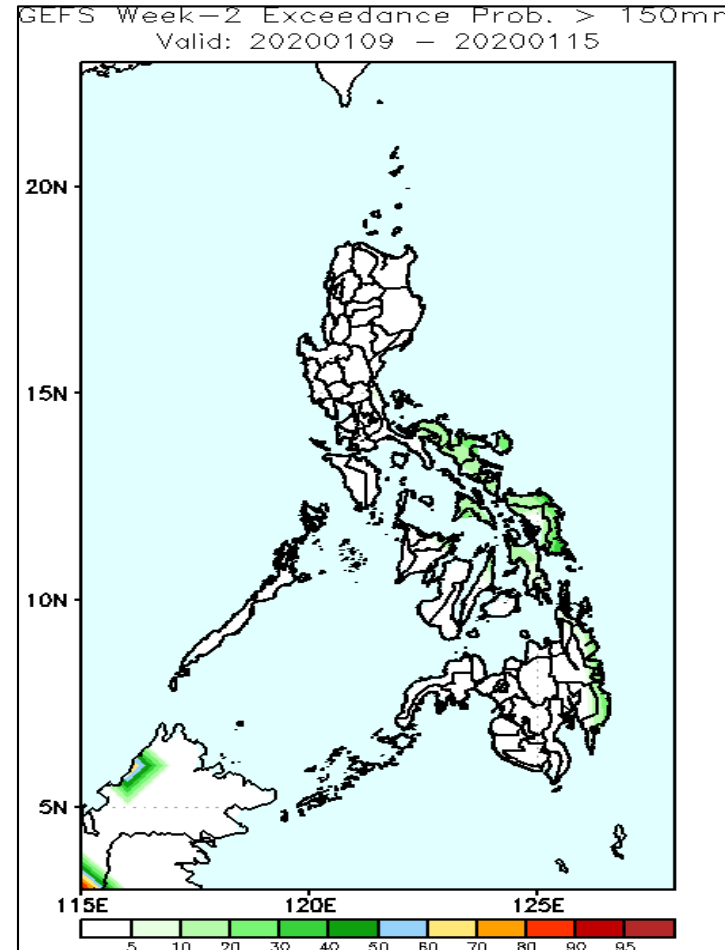 GEFS Week-2 Exceedance Prob. > 150mm
Valid: 20200109 - 20200115
20N
15N
10N
5N
115E 120E 125E
5 10 20 30 40 50 60 70 80 90 95